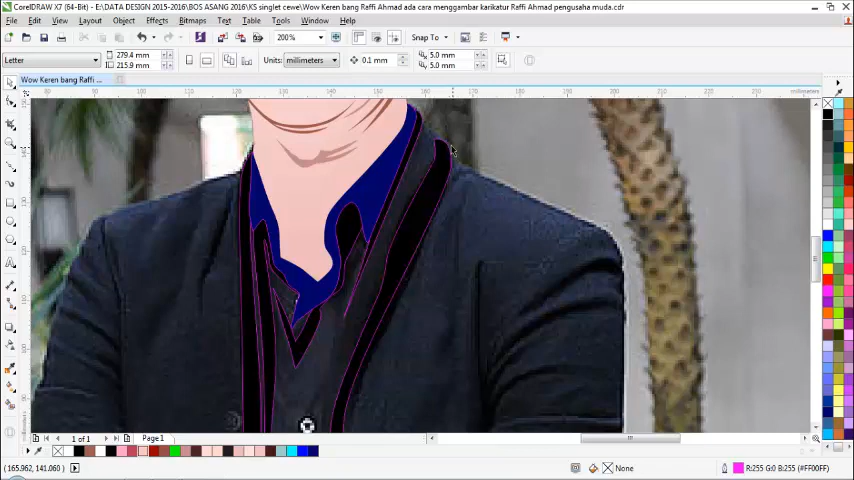 CorelDRAW X7 (64-Bit) - E:\DATA DESIGN 2015-2016\BOS ASANG 2016\KS singlet cewe\Wow Keren bang Raffi Ahmad ada cara menggambar karikatur Raffi Ahmad pengusaha muda.cdr
File Edit View Layout Object Effects Bitmaps Text Table Tools Window Help
200% Snap To
Letter 279.4 mm 215.9 mm Units: millimeters 0.1 mm 5.0 mm 5.0 mm
Wow Keren bang Raffi ...
millimeters
1 of 1 Page 1
(165.962, 141.060) None R:255 G:0 B:255 (#FF00FF)